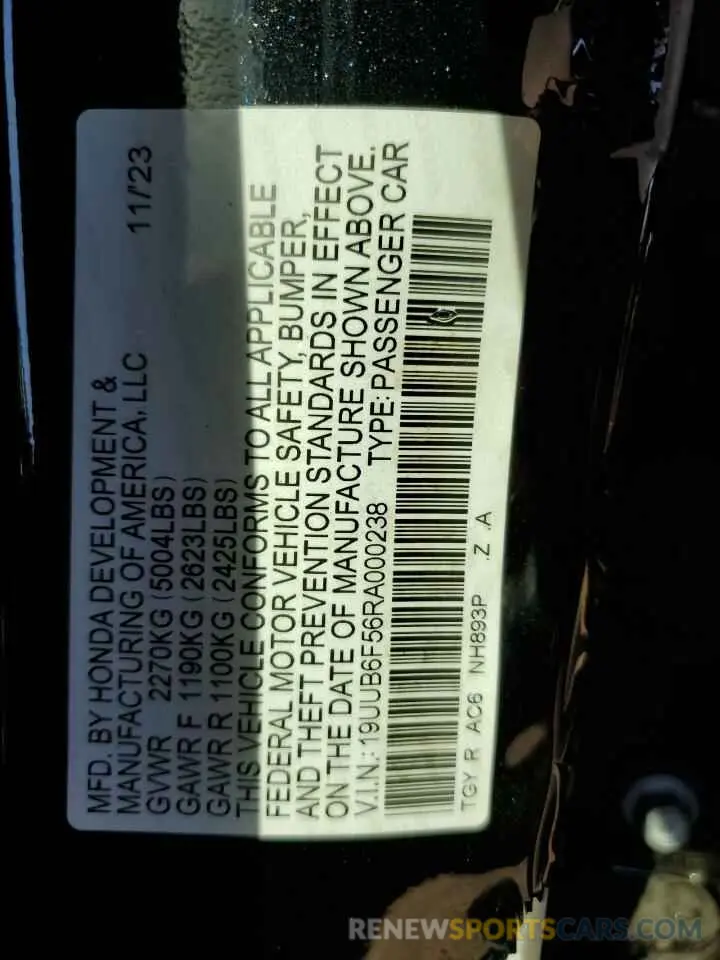 MFD. BY HONDA DEVELOPMENT &
MANUFACTURING OF AMERICA, LLC 11/'23
GVWR 2270KG (5004LBS)
GAWR F 1190KG (2623LBS)
GAWR R 1100KG (2425LBS)
THIS VEHICLE CONFORMS TO ALL APPLICABLE
FEDERAL MOTOR VEHICLE SAFETY, BUMPER,
AND THEFT PREVENTION STANDARDS IN EFFECT
ON THE DATE OF MANUFACTURE SHOWN ABOVE.
V.I.N.: 19UUB6F56RA000238 TYPE: PASSENGER CAR
TGY R AC6 NH893P .Z .A
RENEWSPORTSCARS.COM